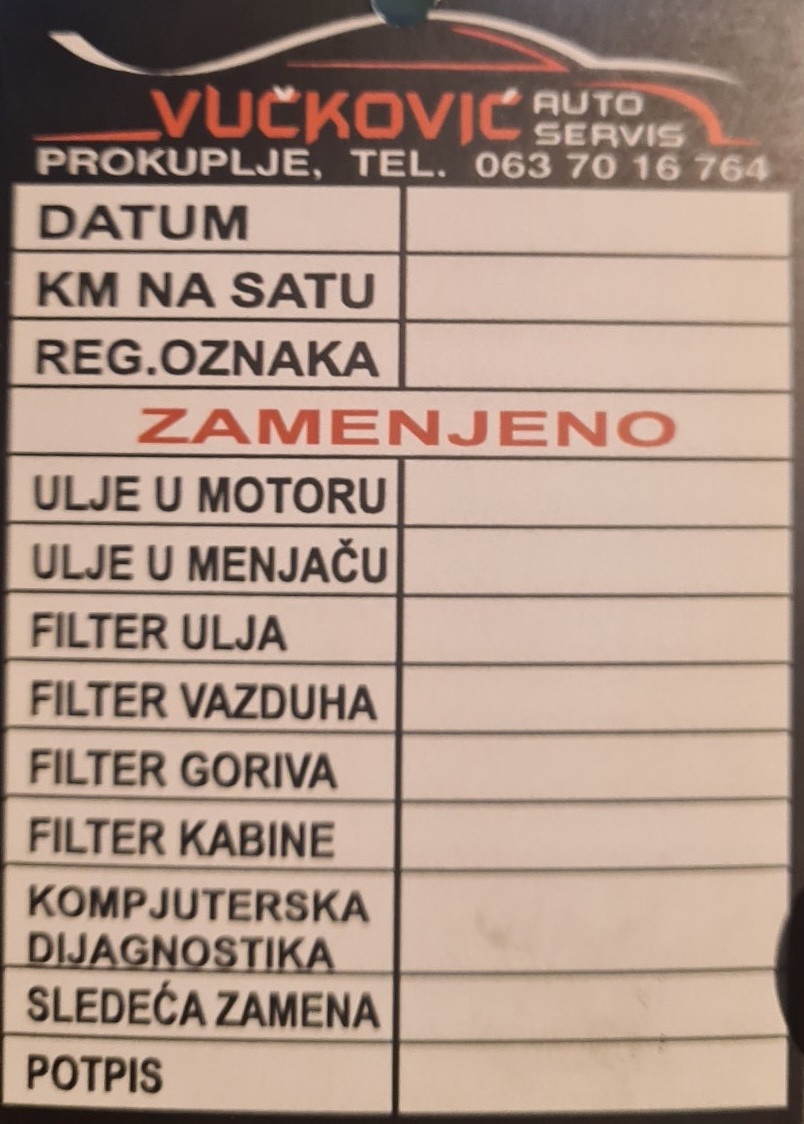 VUČKOVIĆ AUTO SERVIS
PROKUPLJE, TEL. 063 70 16 764
DATUM
KM NA SATU
REG.OZNAKA
ZAMENJENO
ULJE U MOTORU
ULJE U MENJAČU
FILTER ULJA
FILTER VAZDUHA
FILTER GORIVA
FILTER KABINE
KOMPJUTERSKA
DIJAGNOSTIKA
SLEDEĆA ZAMENA
POTPIS